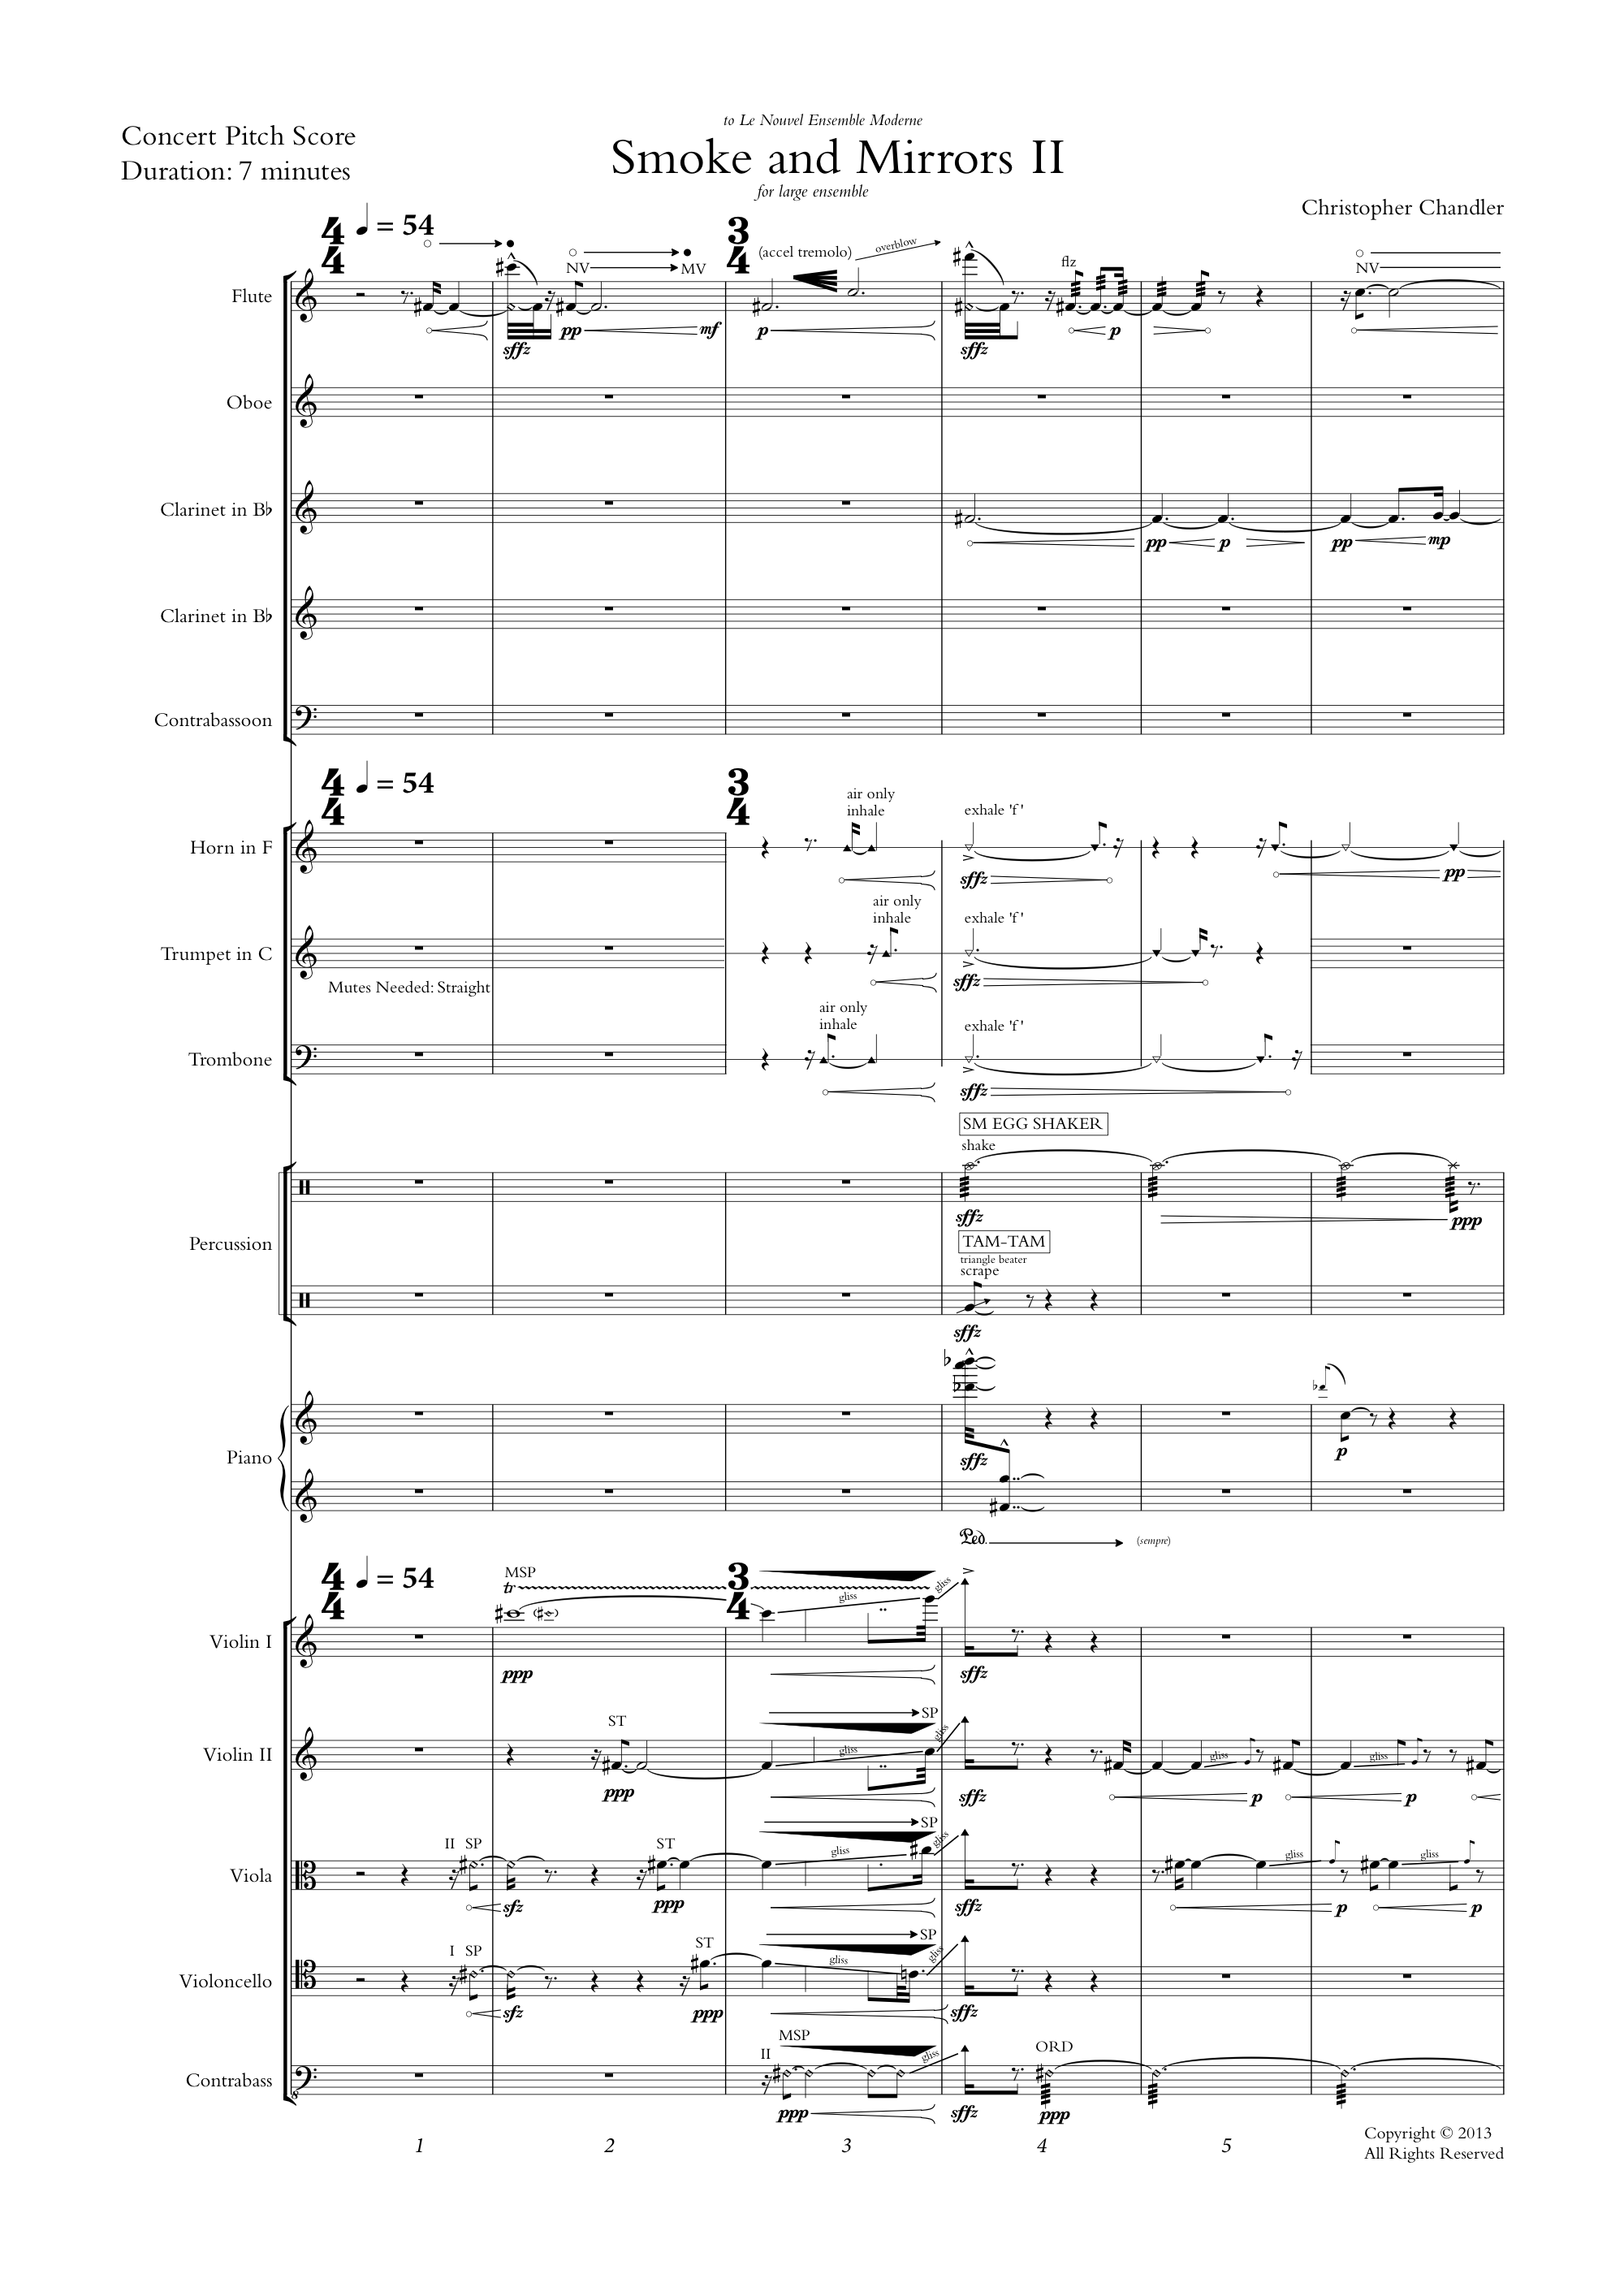 to Le Nouvel Ensemble Moderne
Concert Pitch Score
Duration: 7 minutes
Smoke and Mirrors II
for large ensemble
Christopher Chandler
4/4 ♩ = 54
3/4
(accel tremolo)
overblow
flz
NV
MV
NV
Flute
sffz
pp
mf
p
sffz
p
Oboe
Clarinet in B♭
pp
p
pp
mp
Clarinet in B♭
Contrabassoon
4/4 ♩ = 54
3/4
air only
inhale
exhale 'f'
Horn in F
sffz
pp
air only
inhale
exhale 'f'
Trumpet in C
sffz
Mutes Needed: Straight
air only
inhale
exhale 'f'
Trombone
sffz
SM EGG SHAKER
shake
sffz
ppp
Percussion
TAM-TAM
triangle beater
scrape
sffz
Piano
sffz
p
Ped.
(sempre)
4/4 ♩ = 54
3/4
MSP
tr
gliss
gliss
Violin I
ppp
sffz
ST
SP
gliss
gliss
gliss
gliss
Violin II
ppp
sffz
p
p
II
SP
ST
SP
gliss
gliss
gliss
gliss
Viola
sfz
ppp
sffz
p
p
I
SP
ST
SP
gliss
gliss
Violoncello
sfz
ppp
sffz
II
MSP
gliss
ORD
Contrabass
ppp
sffz
ppp
8
1
2
3
4
5
Copyright © 2013
All Rights Reserved